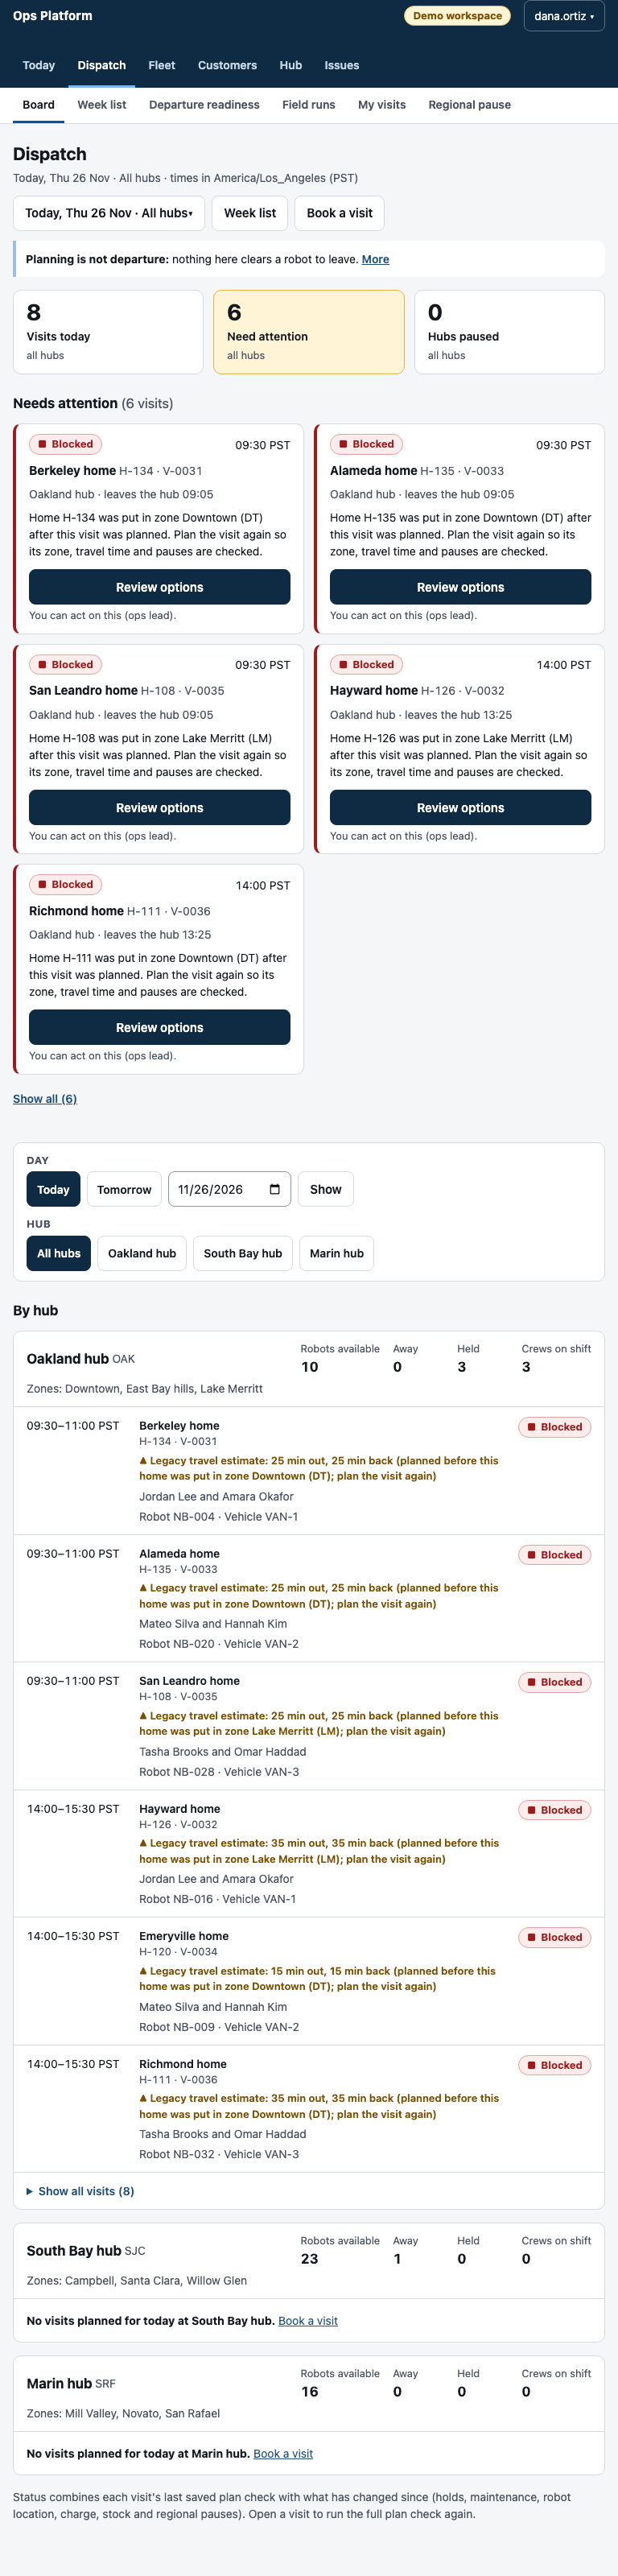 Ops Platform
Demo workspace
dana.ortiz ▾
Today Dispatch Fleet Customers Hub Issues
Board Week list Departure readiness Field runs My visits Regional pause
Dispatch
Today, Thu 26 Nov · All hubs · times in America/Los_Angeles (PST)
Today, Thu 26 Nov · All hubs▾ Week list Book a visit
Planning is not departure: nothing here clears a robot to leave. More
8
Visits today
all hubs
6
Need attention
all hubs
0
Hubs paused
all hubs
Needs attention (6 visits)
Blocked 09:30 PST
Berkeley home H-134 · V-0031
Oakland hub · leaves the hub 09:05
Home H-134 was put in zone Downtown (DT)
after this visit was planned. Plan the visit again so
its zone, travel time and pauses are checked.
Review options
You can act on this (ops lead).
Blocked 09:30 PST
Alameda home H-135 · V-0033
Oakland hub · leaves the hub 09:05
Home H-135 was put in zone Downtown (DT) after
this visit was planned. Plan the visit again so its
zone, travel time and pauses are checked.
Review options
You can act on this (ops lead).
Blocked 09:30 PST
San Leandro home H-108 · V-0035
Oakland hub · leaves the hub 09:05
Home H-108 was put in zone Lake Merritt (LM)
after this visit was planned. Plan the visit again so
its zone, travel time and pauses are checked.
Review options
You can act on this (ops lead).
Blocked 14:00 PST
Hayward home H-126 · V-0032
Oakland hub · leaves the hub 13:25
Home H-126 was put in zone Lake Merritt (LM)
after this visit was planned. Plan the visit again so
its zone, travel time and pauses are checked.
Review options
You can act on this (ops lead).
Blocked 14:00 PST
Richmond home H-111 · V-0036
Oakland hub · leaves the hub 13:25
Home H-111 was put in zone Downtown (DT) after
this visit was planned. Plan the visit again so its
zone, travel time and pauses are checked.
Review options
You can act on this (ops lead).
Show all (6)
DAY
Today Tomorrow 11/26/2026 Show
HUB
All hubs Oakland hub South Bay hub Marin hub
By hub
Oakland hub OAK
Robots available Away Held Crews on shift
10 0 3 3
Zones: Downtown, East Bay hills, Lake Merritt
09:30–11:00 PST Berkeley home Blocked
H-134 · V-0031
▲ Legacy travel estimate: 25 min out, 25 min back (planned before this
home was put in zone Downtown (DT); plan the visit again)
Jordan Lee and Amara Okafor
Robot NB-004 · Vehicle VAN-1
09:30–11:00 PST Alameda home Blocked
H-135 · V-0033
▲ Legacy travel estimate: 25 min out, 25 min back (planned before this
home was put in zone Downtown (DT); plan the visit again)
Mateo Silva and Hannah Kim
Robot NB-020 · Vehicle VAN-2
09:30–11:00 PST San Leandro home Blocked
H-108 · V-0035
▲ Legacy travel estimate: 25 min out, 25 min back (planned before this
home was put in zone Lake Merritt (LM); plan the visit again)
Tasha Brooks and Omar Haddad
Robot NB-028 · Vehicle VAN-3
14:00–15:30 PST Hayward home Blocked
H-126 · V-0032
▲ Legacy travel estimate: 35 min out, 35 min back (planned before this
home was put in zone Lake Merritt (LM); plan the visit again)
Jordan Lee and Amara Okafor
Robot NB-016 · Vehicle VAN-1
14:00–15:30 PST Emeryville home Blocked
H-120 · V-0034
▲ Legacy travel estimate: 15 min out, 15 min back (planned before this
home was put in zone Downtown (DT); plan the visit again)
Mateo Silva and Hannah Kim
Robot NB-009 · Vehicle VAN-2
14:00–15:30 PST Richmond home Blocked
H-111 · V-0036
▲ Legacy travel estimate: 35 min out, 35 min back (planned before this
home was put in zone Downtown (DT); plan the visit again)
Tasha Brooks and Omar Haddad
Robot NB-032 · Vehicle VAN-3
▶ Show all visits (8)
South Bay hub SJC
Robots available Away Held Crews on shift
23 1 0 0
Zones: Campbell, Santa Clara, Willow Glen
No visits planned for today at South Bay hub. Book a visit
Marin hub SRF
Robots available Away Held Crews on shift
16 0 0 0
Zones: Mill Valley, Novato, San Rafael
No visits planned for today at Marin hub. Book a visit
Status combines each visit's last saved plan check with what has changed since (holds, maintenance, robot
location, charge, stock and regional pauses). Open a visit to run the full plan check again.